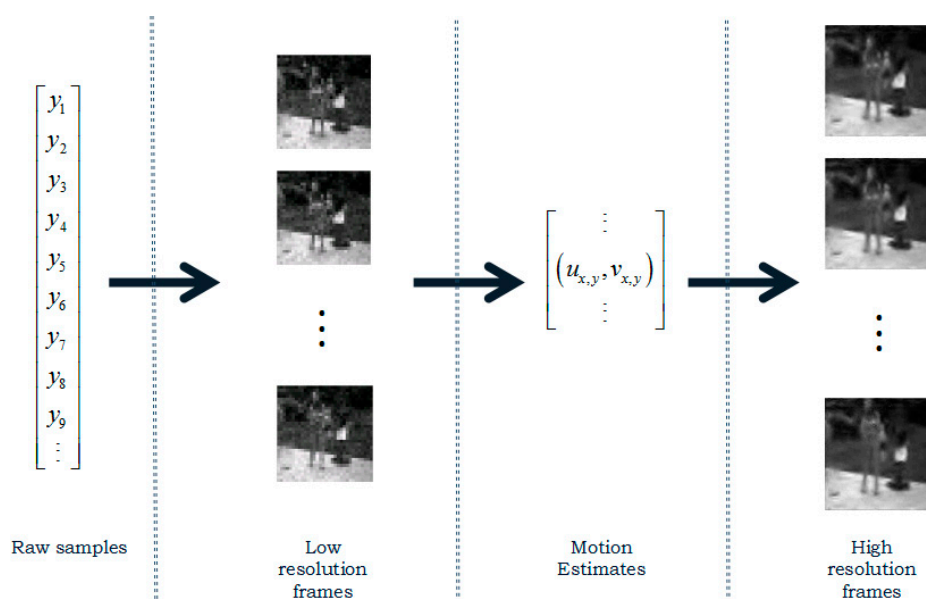 y₁
y₂
y₃
y₄
y₅
y₆
y₇
y₈
y₉
⋮
⋮
(uₓ,ᵧ, vₓ,ᵧ)
⋮
Raw samples
Low
resolution
frames
Motion
Estimates
High
resolution
frames